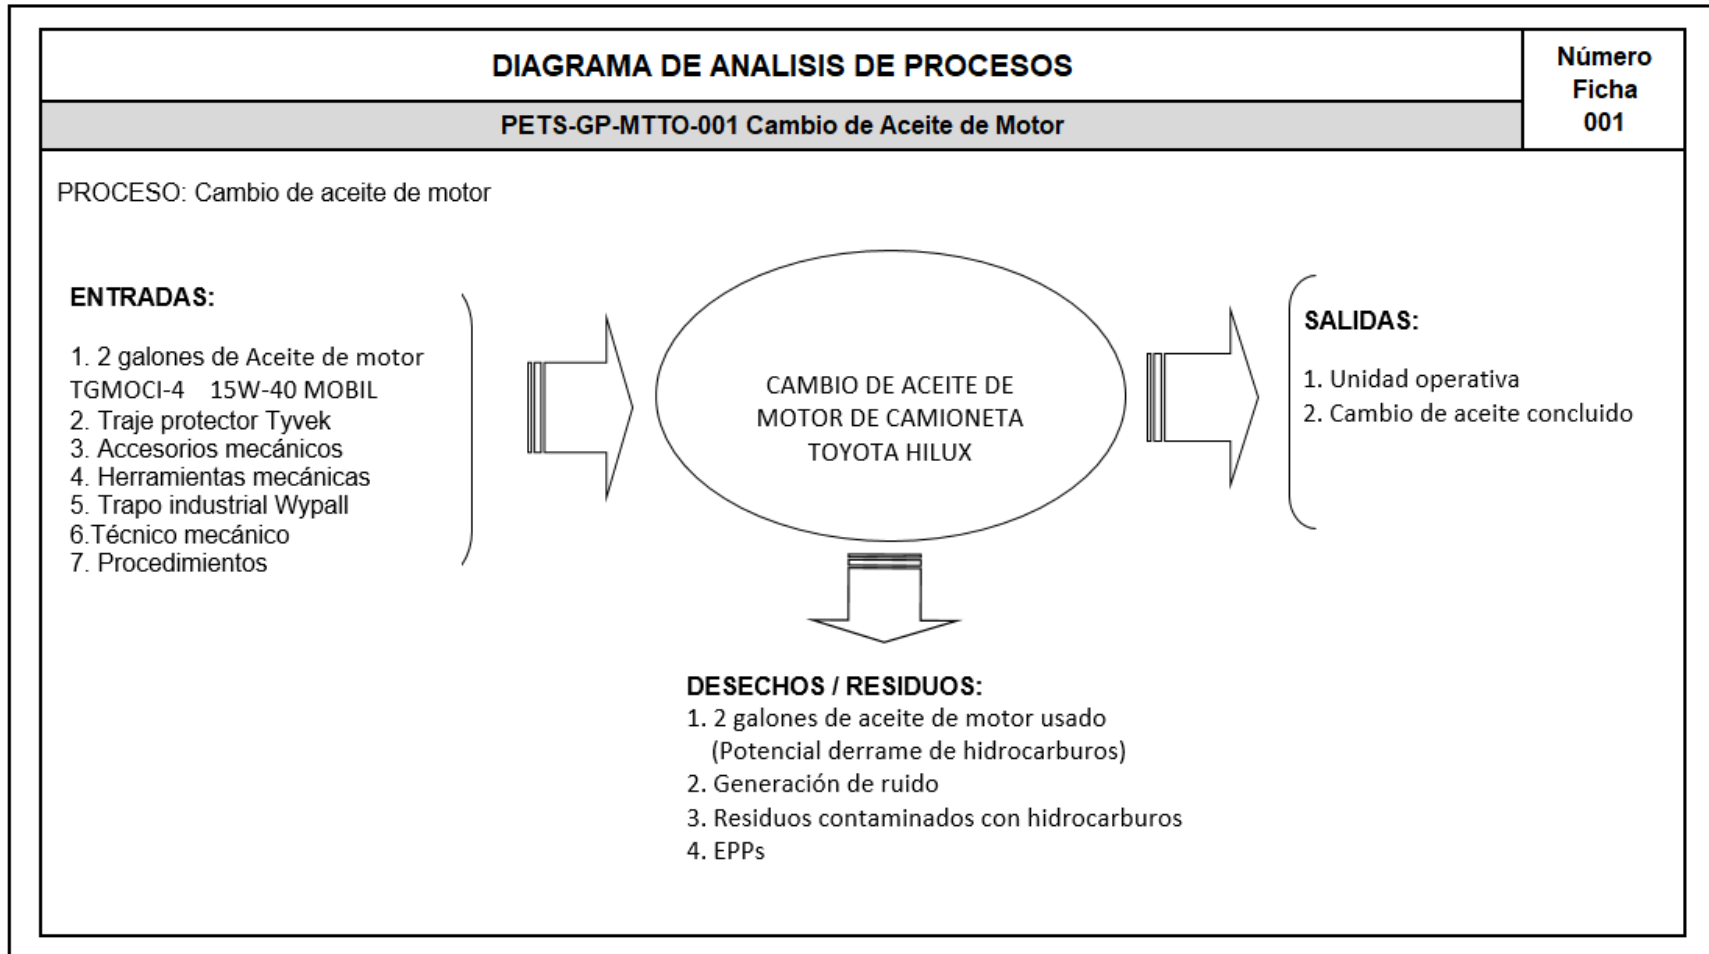 DIAGRAMA DE ANALISIS DE PROCESOS
Número
Ficha
001
PETS-GP-MTTO-001 Cambio de Aceite de Motor
PROCESO: Cambio de aceite de motor
ENTRADAS:
1. 2 galones de Aceite de motor
TGMOCI-4 15W-40 MOBIL
2. Traje protector Tyvek
3. Accesorios mecánicos
4. Herramientas mecánicas
5. Trapo industrial Wypall
6.Técnico mecánico
7. Procedimientos
CAMBIO DE ACEITE DE
MOTOR DE CAMIONETA
TOYOTA HILUX
SALIDAS:
1. Unidad operativa
2. Cambio de aceite concluido
DESECHOS / RESIDUOS:
1. 2 galones de aceite de motor usado
(Potencial derrame de hidrocarburos)
2. Generación de ruido
3. Residuos contaminados con hidrocarburos
4. EPPs